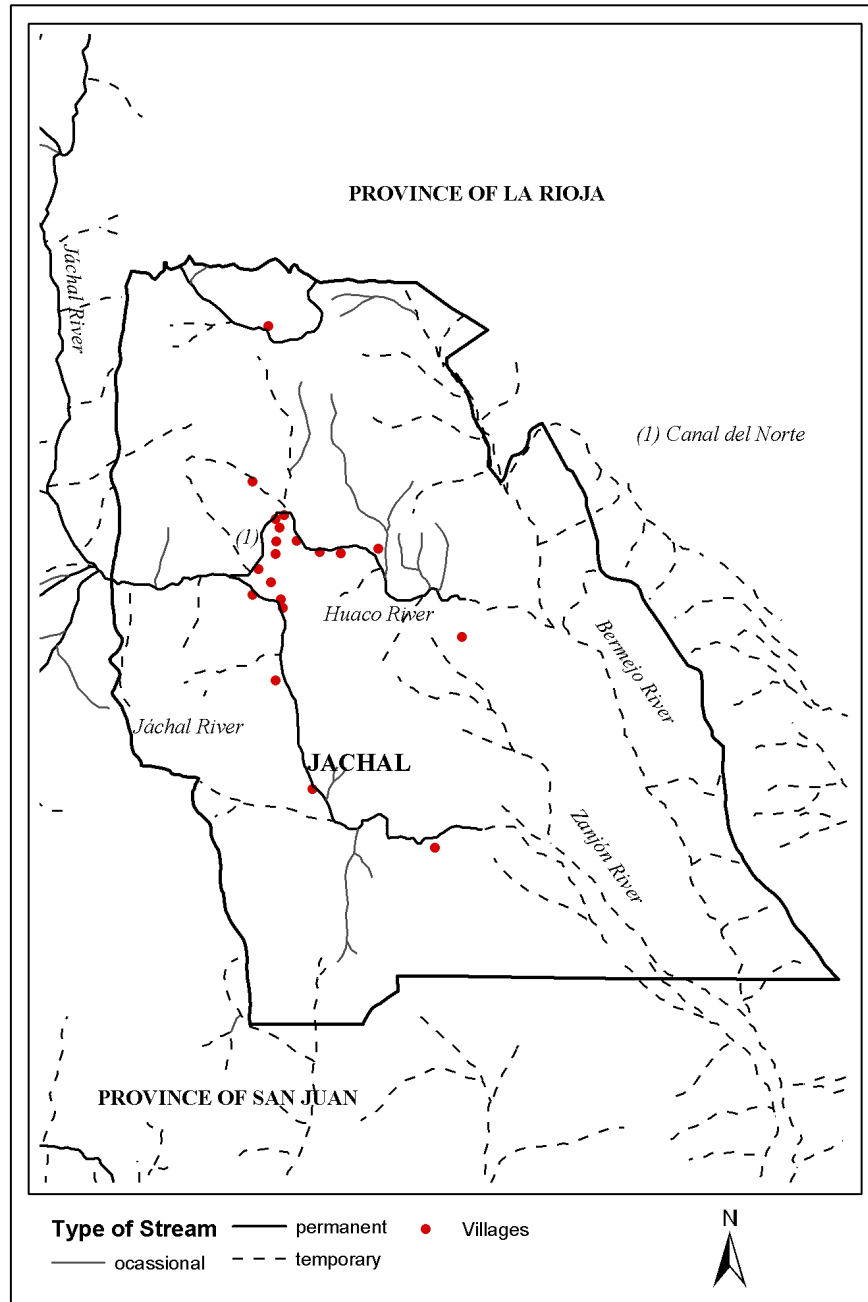 PROVINCE OF LA RIOJA
Jáchal River
(1) Canal del Norte
(1)
Huaco River
Bermejo River
Jáchal River
JACHAL
Zanjón River
PROVINCE OF SAN JUAN
Type of Stream
permanent
Villages
ocassional
temporary
N